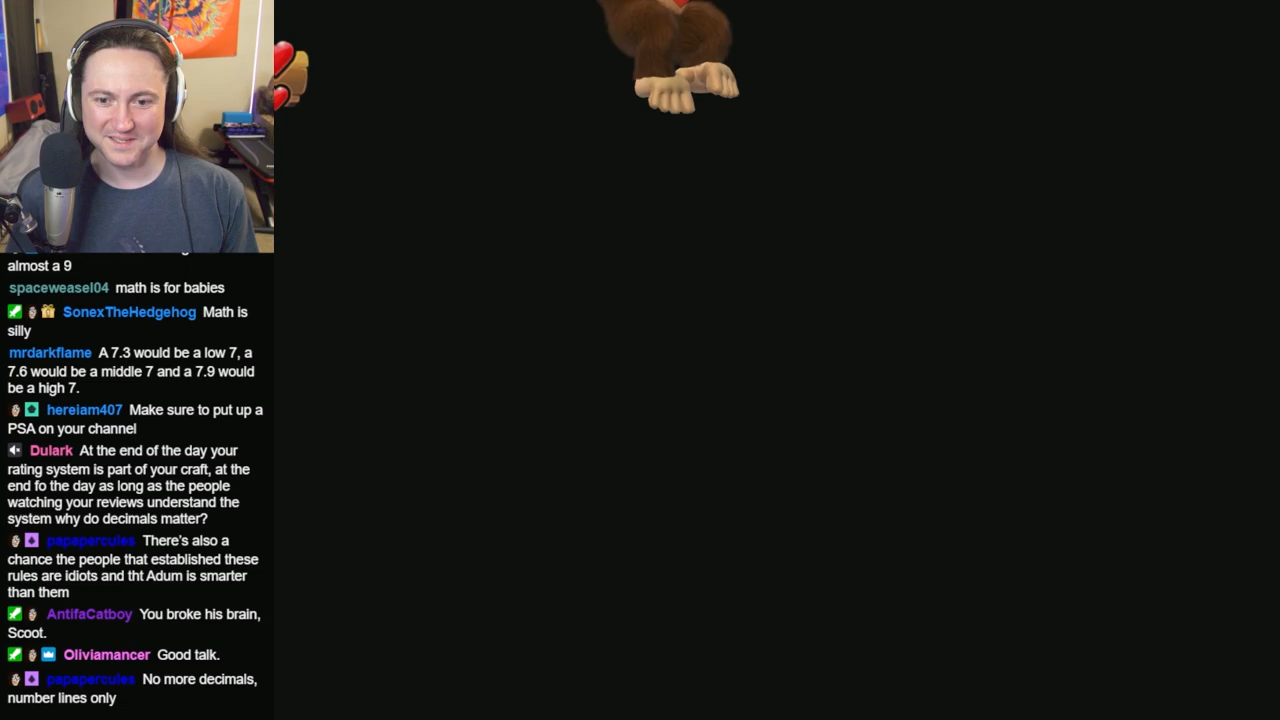 almost a 9
spaceweasel04 math is for babies
SonexTheHedgehog Math is
silly
mrdarkflame A 7.3 would be a low 7, a
7.6 would be a middle 7 and a 7.9 would
be a high 7.
hereiam407 Make sure to put up a
PSA on your channel
Dulark At the end of the day your
rating system is part of your craft, at the
end fo the day as long as the people
watching your reviews understand the
system why do decimals matter?
papapercules There's also a
chance the people that established these
rules are idiots and tht Adum is smarter
than them
AntifaCatboy You broke his brain,
Scoot.
Oliviamancer Good talk.
papapercules No more decimals,
number lines only